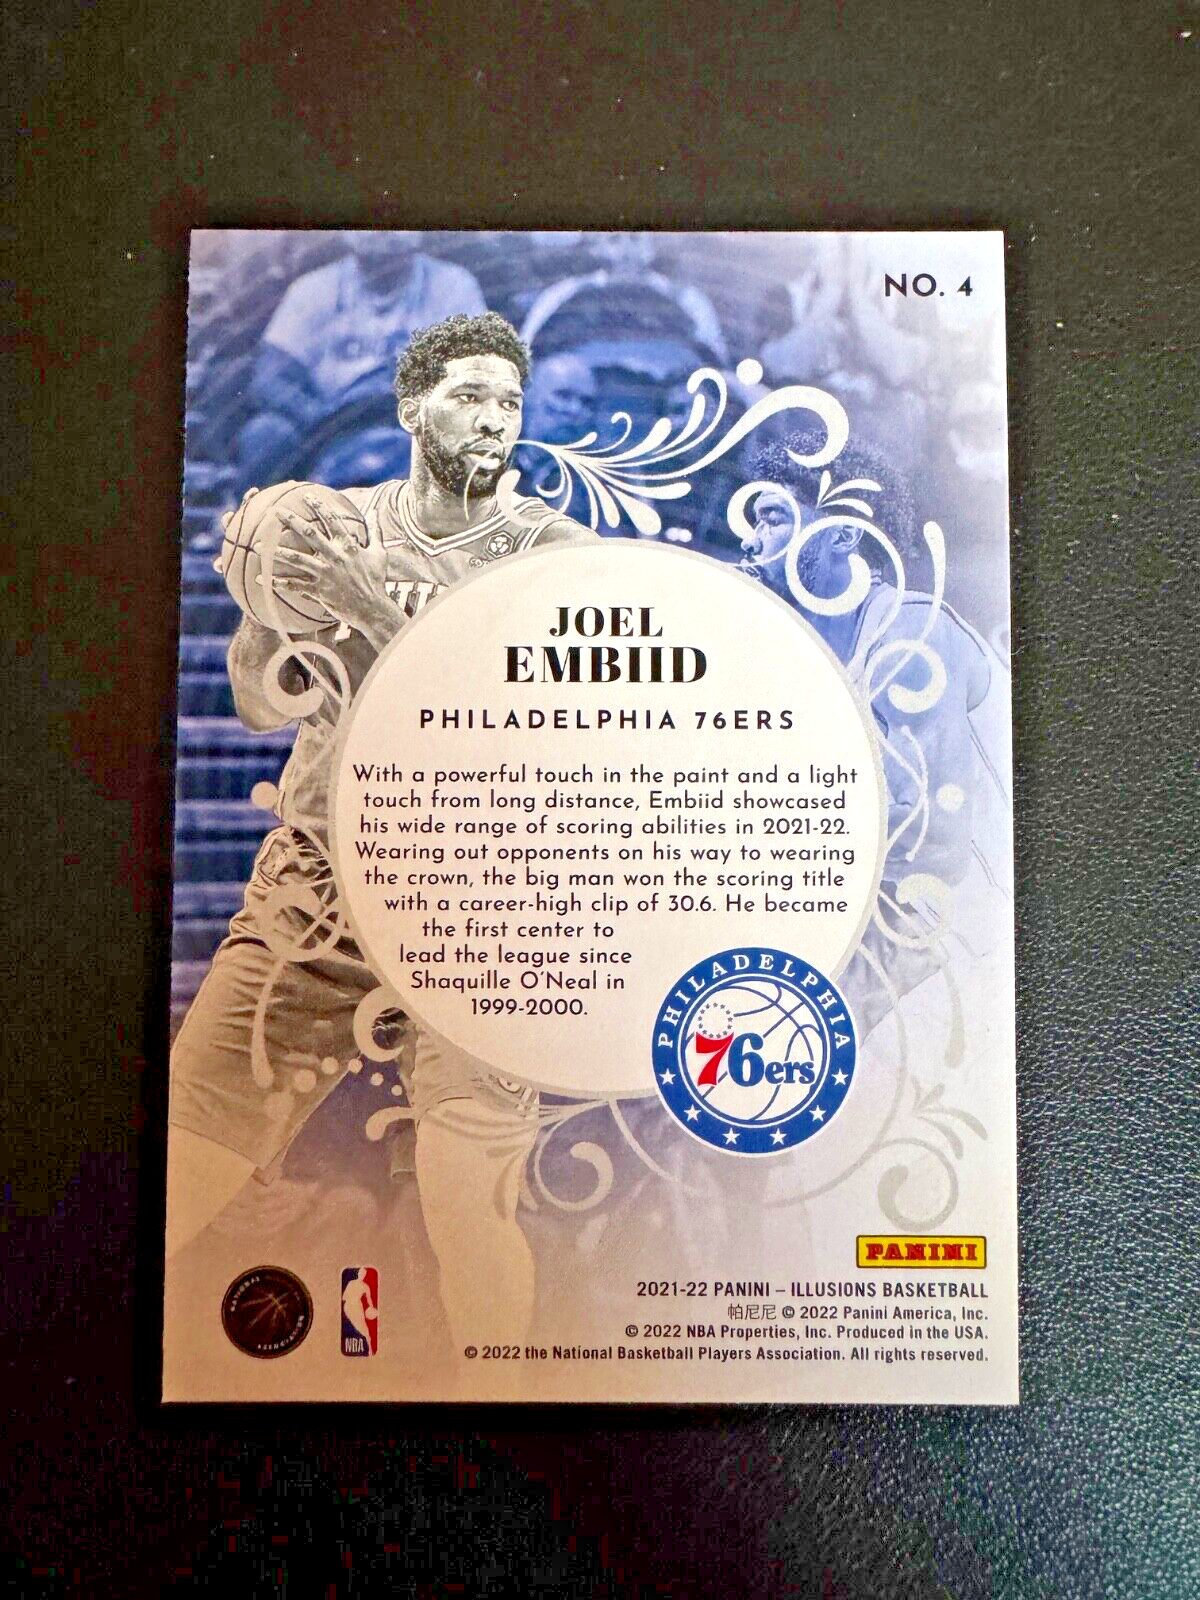 NO. 4
JOEL
EMBIID
PHILADELPHIA 76ERS
With a powerful touch in the paint and a light
touch from long distance, Embiid showcased
his wide range of scoring abilities in 2021-22.
Wearing out opponents on his way to wearing
the crown, the big man won the scoring title
with a career-high clip of 30.6. He became
the first center to
lead the league since
Shaquille O'Neal in
1999-2000.
PHILADELPHIA
76ers
PANINI
2021-22 PANINI – ILLUSIONS BASKETBALL
帕尼尼 © 2022 Panini America, Inc.
© 2022 NBA Properties, Inc. Produced in the USA.
© 2022 the National Basketball Players Association. All rights reserved.
NBA